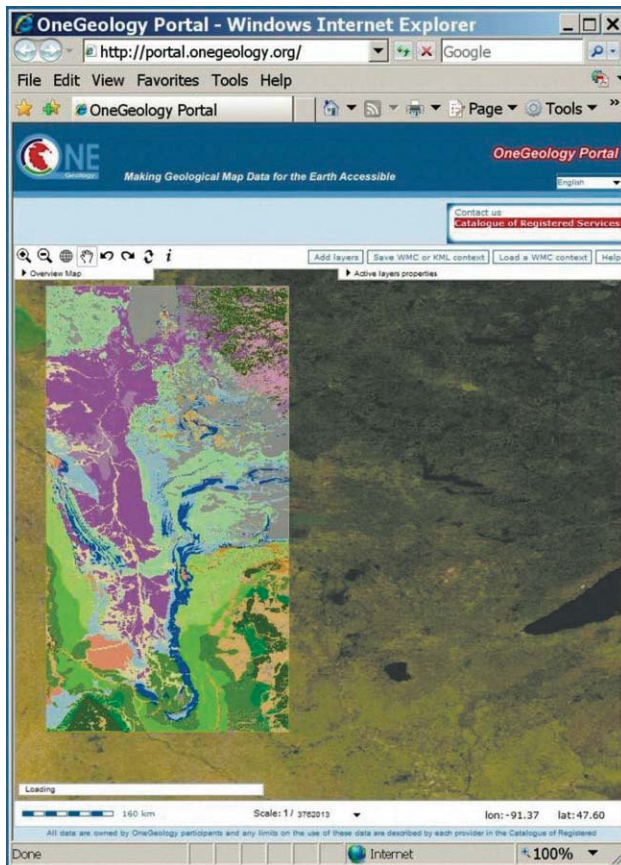 OneGeology Portal - Windows Internet Explorer
http://portal.onegeology.org/ Google
File Edit View Favorites Tools Help
OneGeology Portal Page Tools »
ONE
Geology
OneGeology Portal
Making Geological Map Data for the Earth Accessible
English
Contact us
Catalogue of Registered Services
i Add layers Save WMC or KML context Load a WMC context Help
Overview Map Active layers properties
Loading
160 km Scale: 1 / 3762013 lon:-91.37 lat:47.60
All data are owned by OneGeology participants and any limits on the use of these data are described by each provider in the Catalogue of Registered
Done Internet 100%